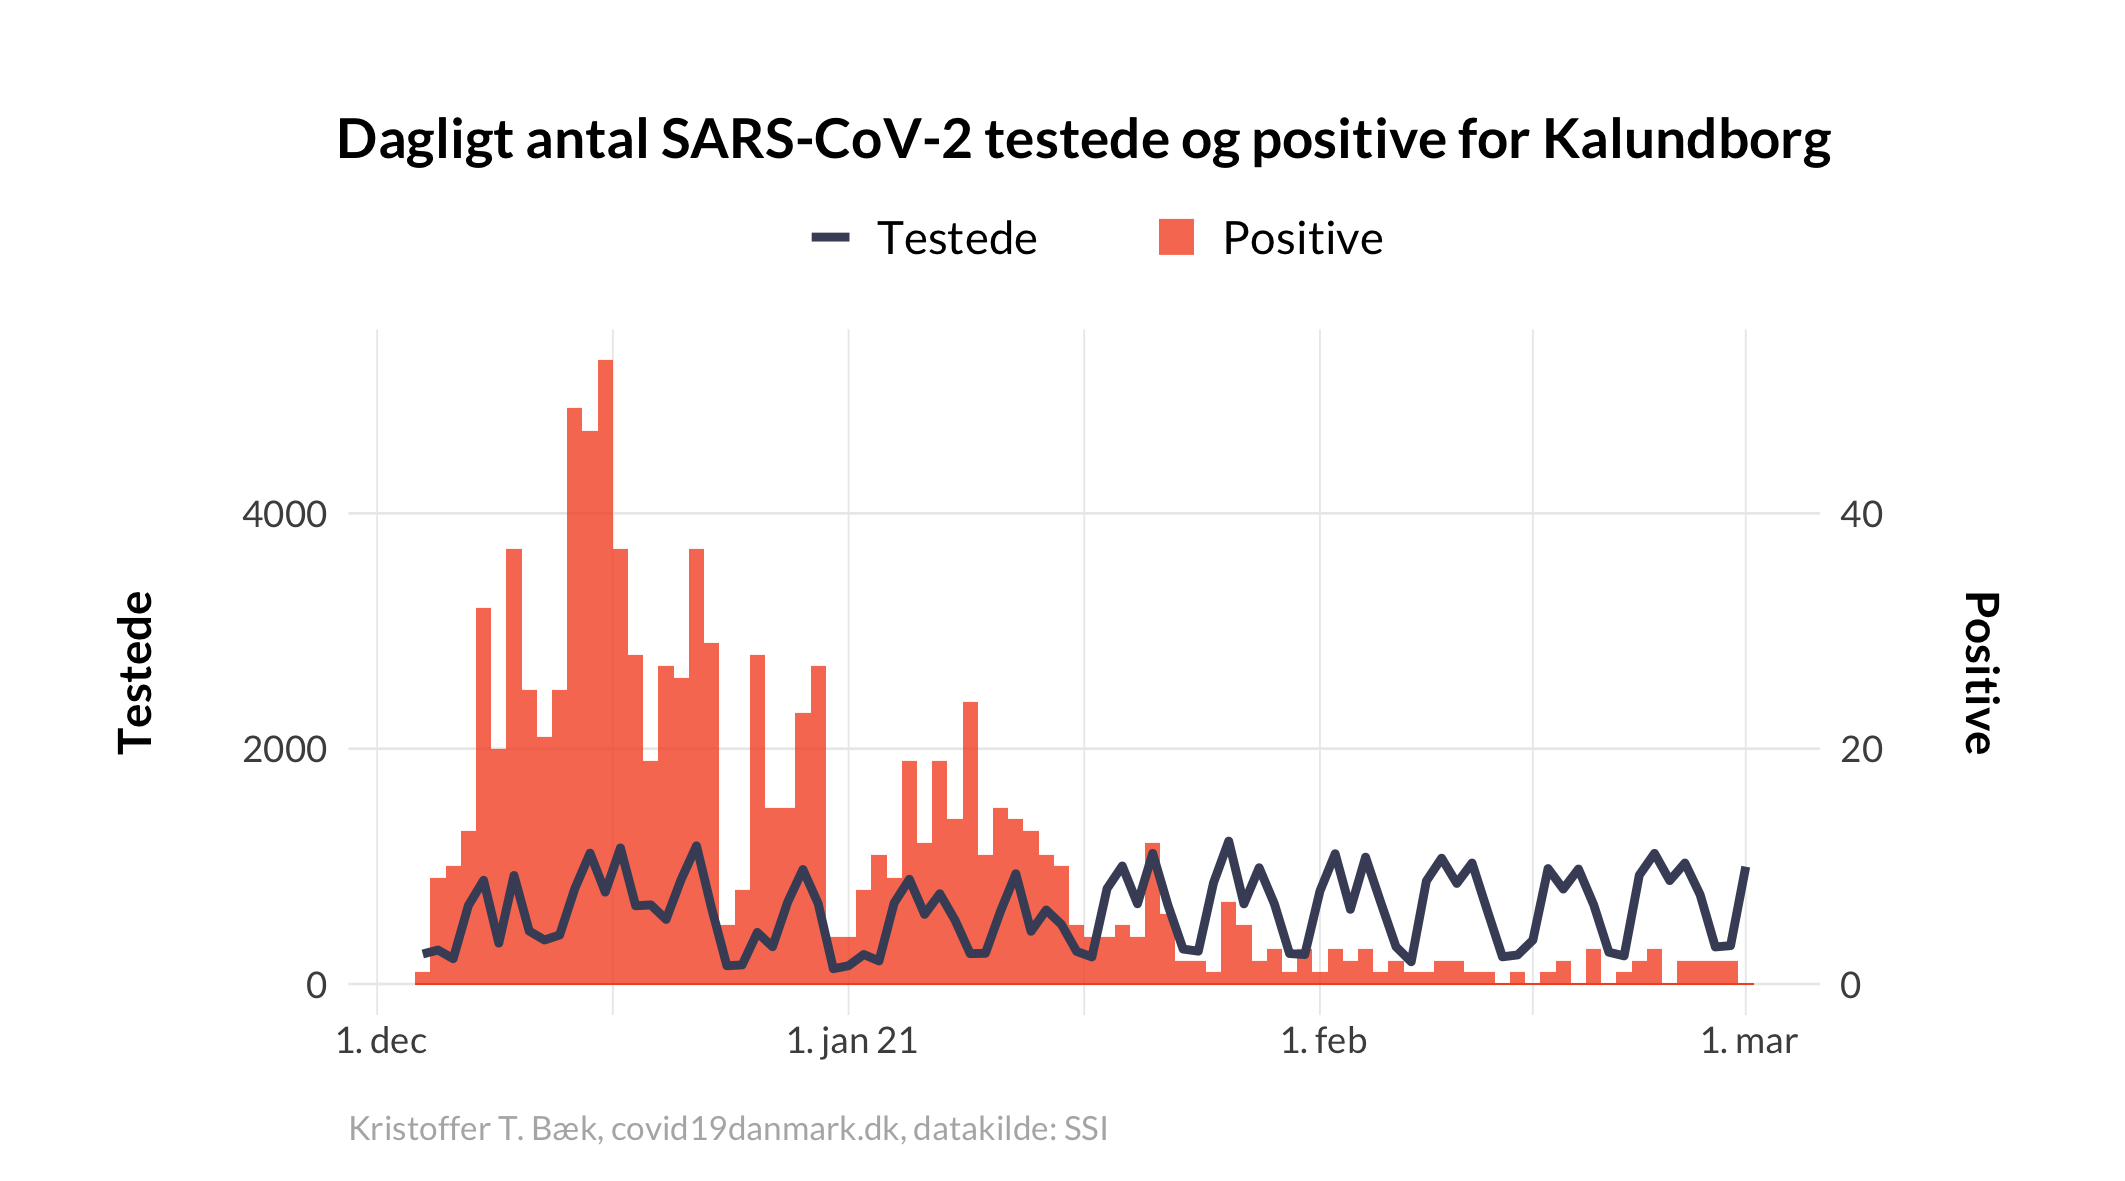 Dagligt antal SARS-CoV-2 testede og positive for Kalundborg
Testede
Positive
4000
2000
0
40
20
0
Testede
Positive
1. dec
1. jan 21
1. feb
1. mar
Kristoffer T. Bæk, covid19danmark.dk, datakilde: SSI